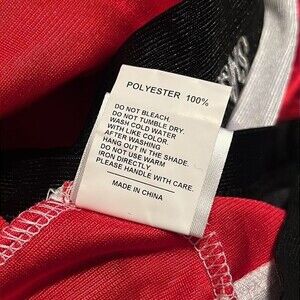 POLYESTER 100%
DO NOT BLEACH.
DO NOT TUMBLE DRY.
WASH COLD WATER
WITH LIKE COLOR.
AFTER WASHING
HANG OUT IN THE SHADE.
DO NOT USE WARM
IRON DIRECTLY.
PLEASE HANDLE WITH CARE.
MADE IN CHINA